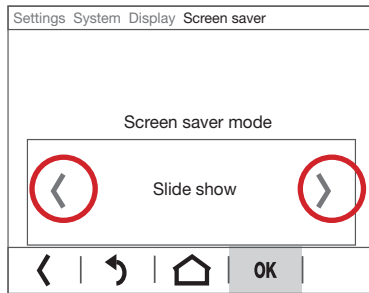 Settings System Display Screen saver
Screen saver mode
Slide show
OK